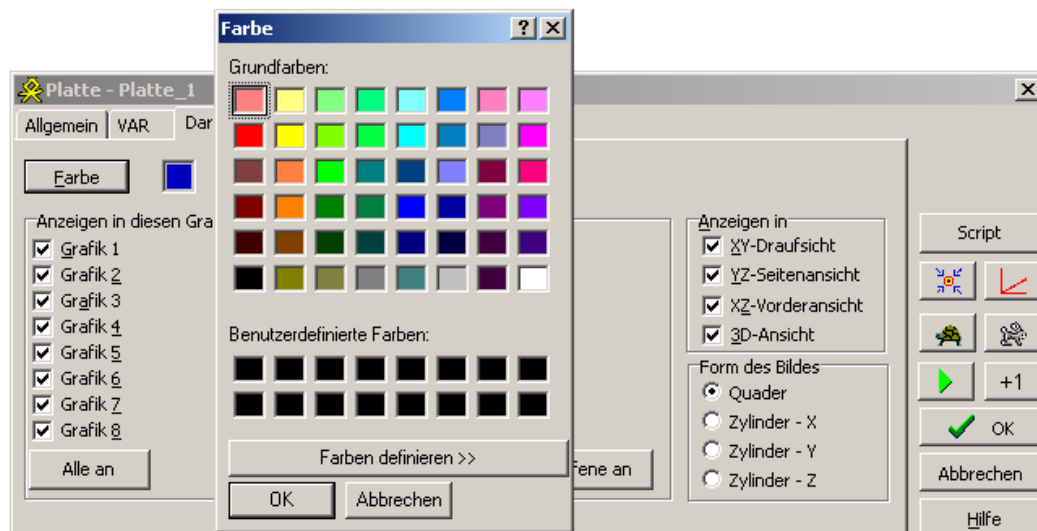 Farbe
Grundfarben:
Platte - Platte_1
Allgemein
VAR
Dar
Farbe
Anzeigen in diesen Gra
Grafik 1
Grafik 2
Grafik 3
Grafik 4
Grafik 5
Grafik 6
Grafik 7
Grafik 8
Alle an
Benutzerdefinierte Farben:
Farben definieren >>
OK
Abbrechen
fene an
Anzeigen in
XY-Draufsicht
YZ-Seitenansicht
XZ-Vorderansicht
3D-Ansicht
Form des Bildes
Quader
Zylinder - X
Zylinder - Y
Zylinder - Z
Script
+1
OK
Abbrechen
Hilfe